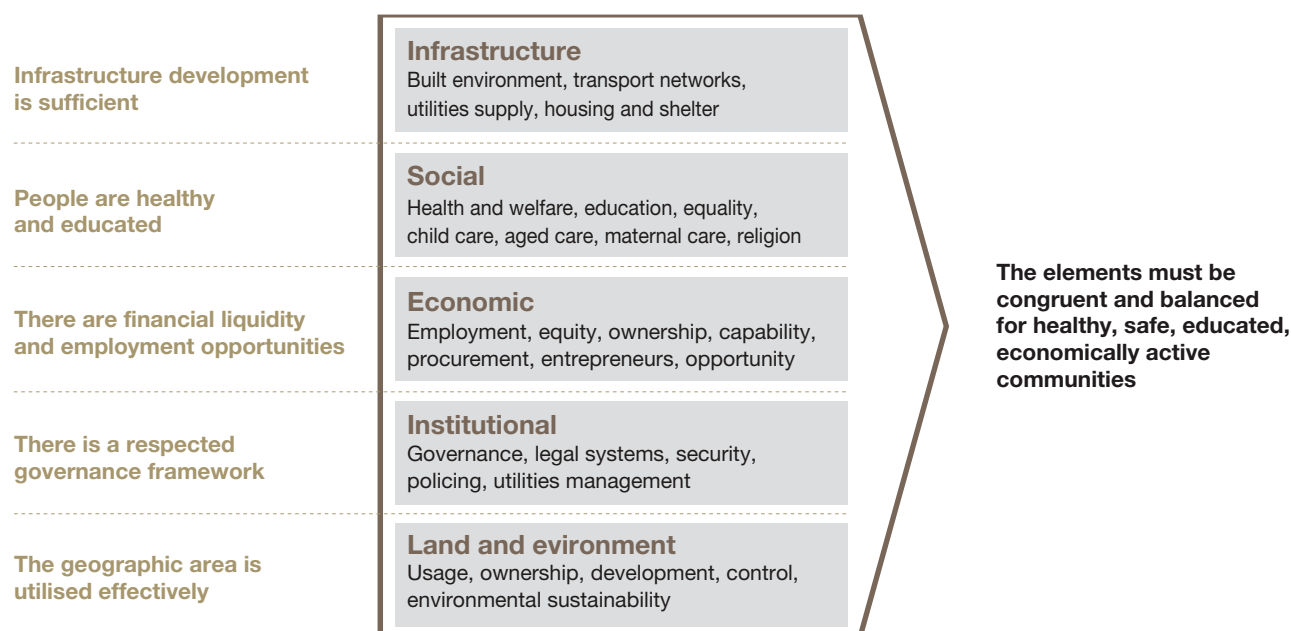 Infrastructure development
is sufficient
Infrastructure
Built environment, transport networks,
utilities supply, housing and shelter
People are healthy
and educated
Social
Health and welfare, education, equality,
child care, aged care, maternal care, religion
There are financial liquidity
and employment opportunities
Economic
Employment, equity, ownership, capability,
procurement, entrepreneurs, opportunity
There is a respected
governance framework
Institutional
Governance, legal systems, security,
policing, utilities management
The geographic area is
utilised effectively
Land and evironment
Usage, ownership, development, control,
environmental sustainability
The elements must be
congruent and balanced
for healthy, safe, educated,
economically active
communities